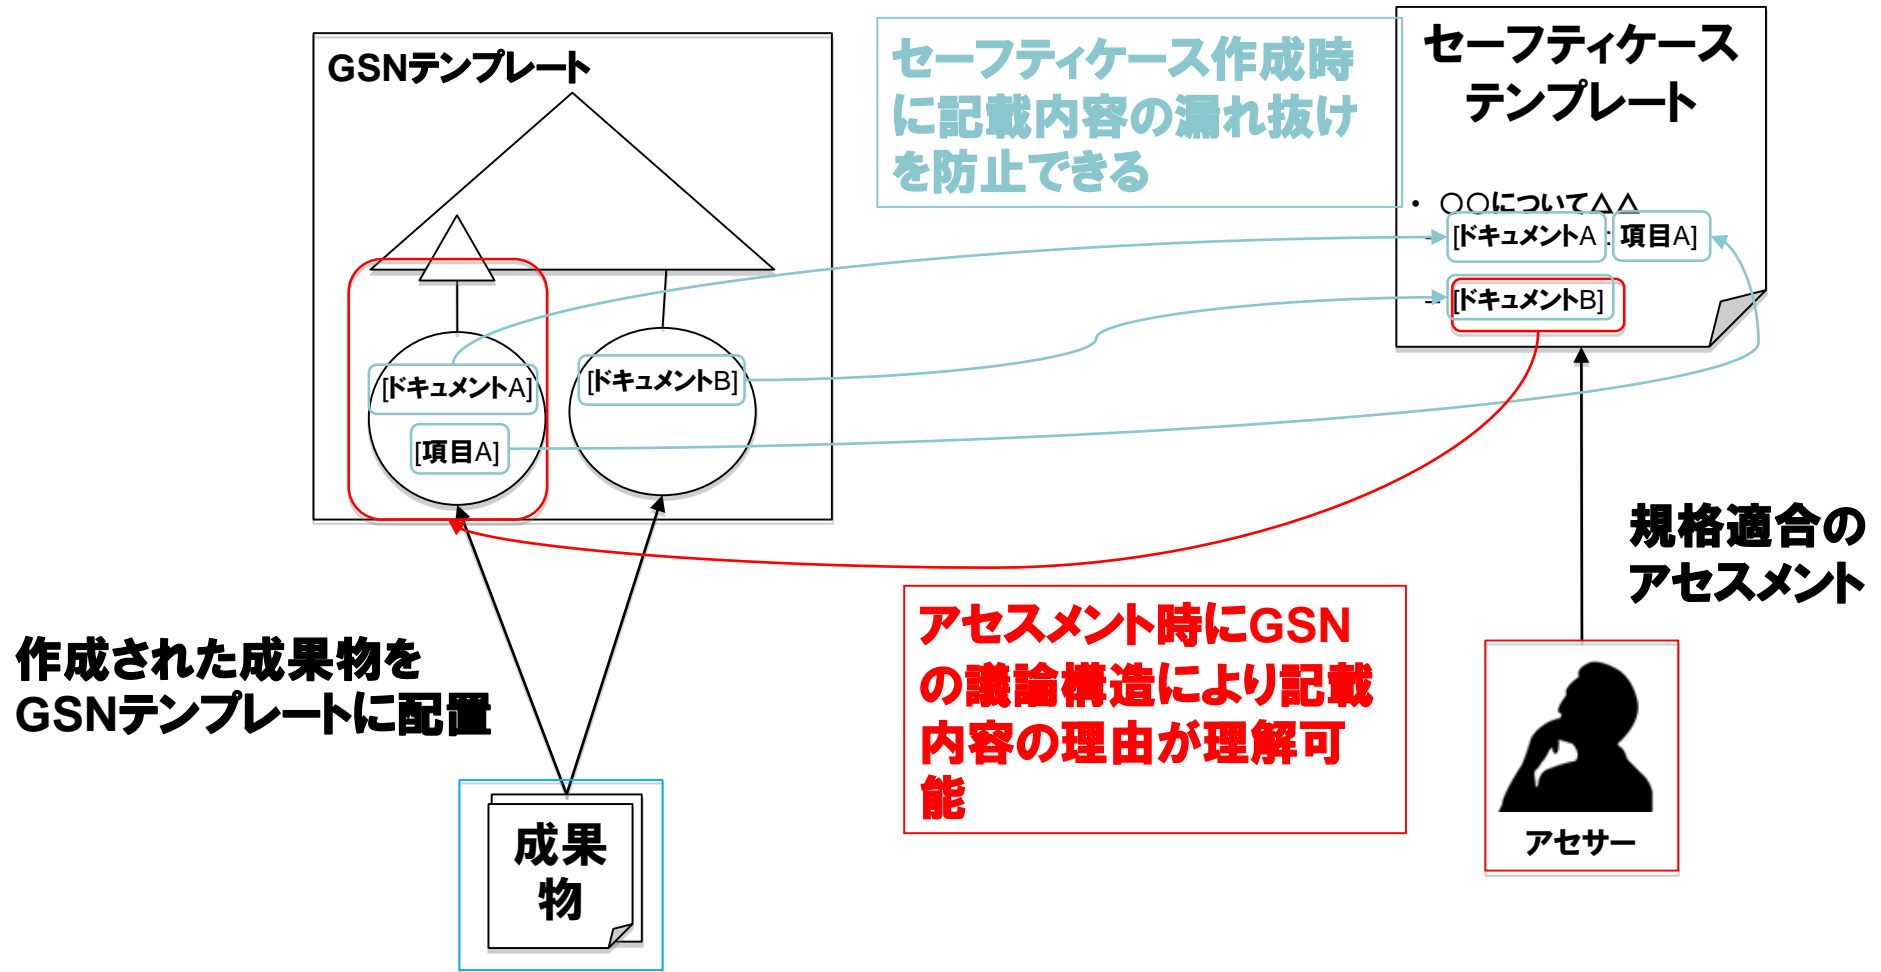 GSNテンプレート
[ドキュメントA]
[項目A]
[ドキュメントB]
セーフティケース作成時
に記載内容の漏れ抜け
を防止できる
セーフティケース
テンプレート
• 〇〇について△△
– [ドキュメントA : 項目A]
– [ドキュメントB]
規格適合の
アセスメント
作成された成果物を
GSNテンプレートに配置
アセスメント時にGSN
の議論構造により記載
内容の理由が理解可
能
成果
物
アセサー